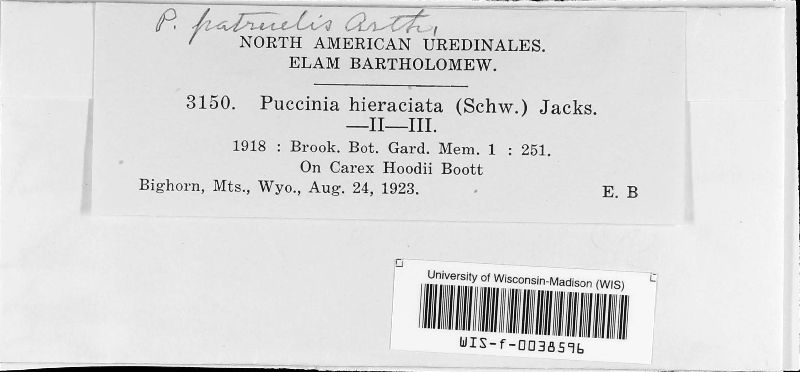 P. patruelis Arth.
NORTH AMERICAN UREDINALES.
ELAM BARTHOLOMEW.
3150. Puccinia hieraciata (Schw.) Jacks.
—II—III.
1918 : Brook. Bot. Gard. Mem. 1 : 251.
On Carex Hoodii Boott
Bighorn, Mts., Wyo., Aug. 24, 1923. E. B
University of Wisconsin-Madison (WIS)
WIS-f-0038596